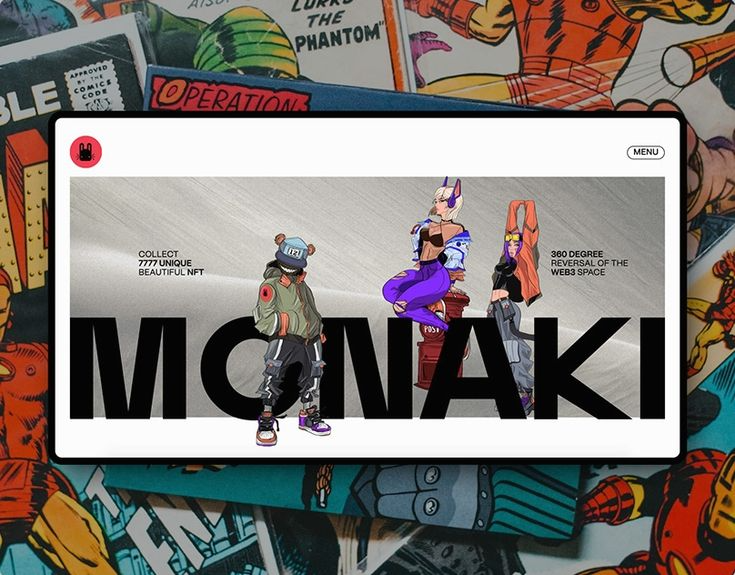 LURKS
THE
PHANTOM"
APPROVED
BY THE
COMICS
CODE
BLE
OPERATION
MENU
COLLECT
7777 UNIQUE
BEAUTIFUL NFT
360 DEGREE
REVERSAL OF THE
WEB3 SPACE
POST
MONAKI